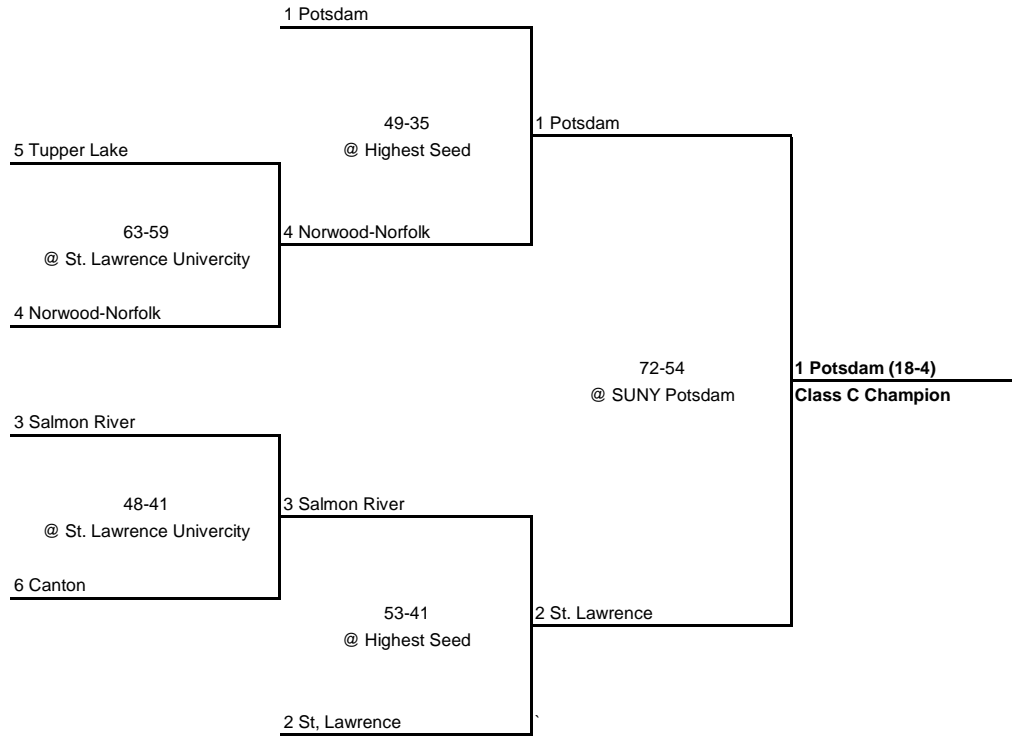 1 Potsdam
49-35
1 Potsdam
5 Tupper Lake
@ Highest Seed
63-59
4 Norwood-Norfolk
@ St. Lawrence Univercity
4 Norwood-Norfolk
72-54
1 Potsdam (18-4)
@ SUNY Potsdam
Class C Champion
3 Salmon River
48-41
3 Salmon River
@ St. Lawrence Univercity
6 Canton
53-41
2 St. Lawrence
@ Highest Seed
2 St, Lawrence
`